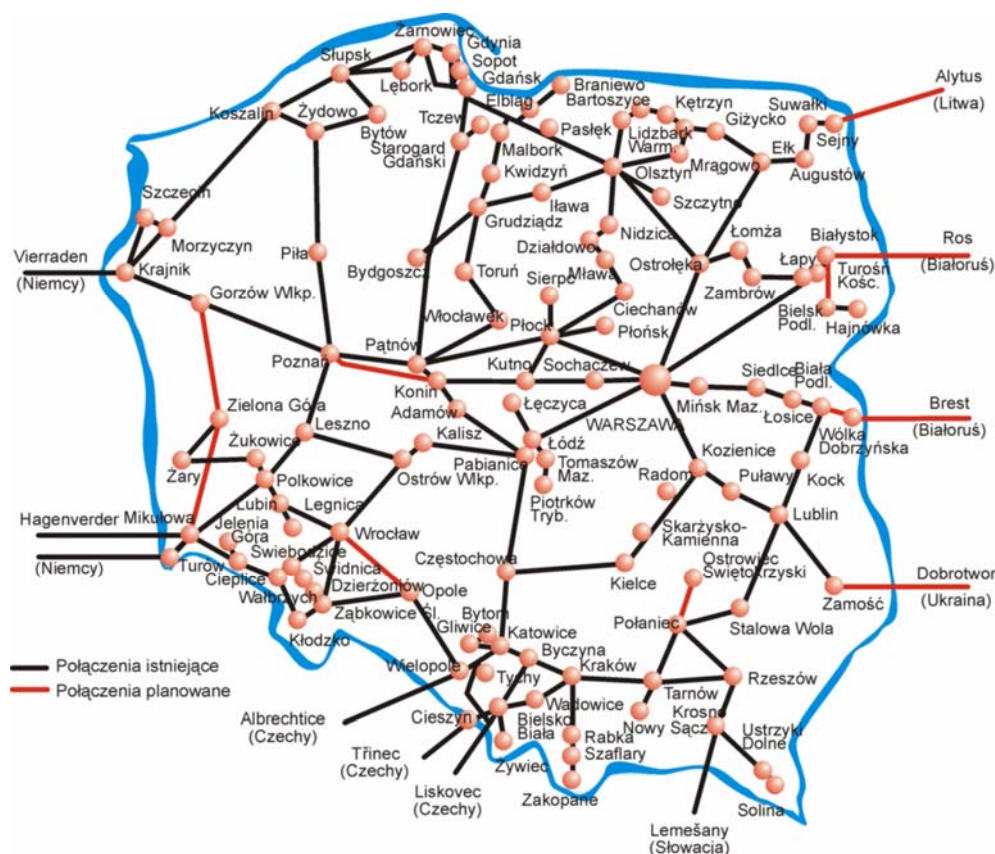 Żarnowiec
Gdynia
Słupsk
Sopot
Gdańsk
Lębork
Elbląg
Braniewo
Bartoszyce
Kętrzyn
Suwałki
Alytus
(Litwa)
Koszalin
Żydowo
Tczew
Pasłęk
Lidzbark
Warm.
Giżycko
Sejny
Bytów
Starogard
Gdański
Malbork
Mrągowo
Ełk
Augustów
Kwidzyń
Olsztyn
Szczecin
Iława
Szczytno
Grudziądz
Nidzica
Morzyczyn
Łomża
Białystok
Vierraden
(Niemcy)
Krajnik
Piła
Bydgoszcz
Działdowo
Ostrołęka
Łapy
Turośń
Kośc.
Ros
(Białoruś)
Toruń
Sierpc
Mława
Zambrów
Gorzów Wlkp.
Ciechanów
Bielsk
Podl.
Hajnówka
Włocławek
Płock
Płońsk
Poznań
Pątnów
Kutno
Sochaczew
Siedlce
Biała
Podl.
Konin
Adamów
Łęczyca
Mińsk Maz.
Łosice
Brest
(Białoruś)
Zielona Góra
Leszno
Kalisz
WARSZAWA
Wólka
Dobrzyńska
Żukowice
Łódź
Kozienice
Żary
Pabianice
Tomaszów
Maz.
Radom
Puławy
Kock
Polkowice
Ostrów Wlkp.
Piotrków
Tryb.
Lubin
Legnica
Lublin
Hagenverder
Mikułowa
(Niemcy)
Jelenia
Góra
Wrocław
Skarżysko-
Kamienna
Turów
Swiebodzice
Ostrowiec
Świętokrzyski
Cieplice
Świdnica
Częstochowa
Dobrotwor
(Ukraina)
Wałbrzych
Dzierżoniów
Opole
Kielce
Zamość
Ząbkowice Śl.
Kłodzko
Bytom
Gliwice
Katowice
Połaniec
Stalowa Wola
Połączenia istniejące
Byczyna
Kraków
Połączenia planowane
Wielopole
Tychy
Tarnów
Rzeszów
Albrechtice
(Czechy)
Cieszyn
Wadowice
Bielsko
Biała
Nowy Sącz
Krosno
Ustrzyki
Dolne
Třinec
(Czechy)
Rabka
Szaflary
Żywiec
Liskovec
(Czechy)
Zakopane
Solina
Lemešany
(Słowacja)